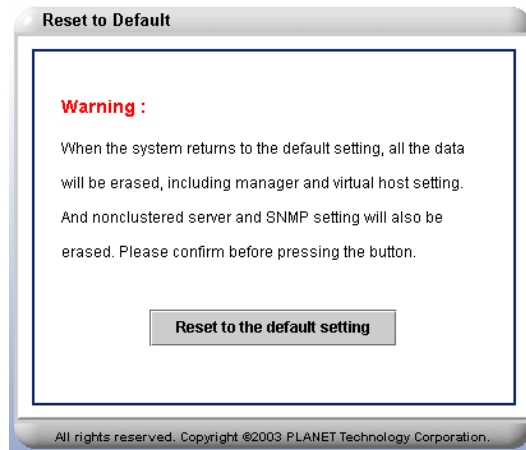 Reset to Default
Warning :
When the system returns to the default setting, all the data
will be erased, including manager and virtual host setting.
And nonclustered server and SNMP setting will also be
erased. Please confirm before pressing the button.
Reset to the default setting
All rights reserved. Copyright ©2003 PLANET Technology Corporation.